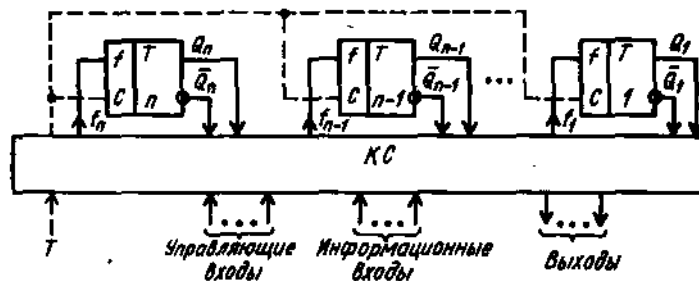 f T Qn
Q̄n
C n
fn
f T Qn-1
Q̄n-1
C n-1
fn-1
...
f T Q1
Q̄1
C 1
f1
КС
T
...
Управляющие
входы
...
Информационные
входы
...
Выходы